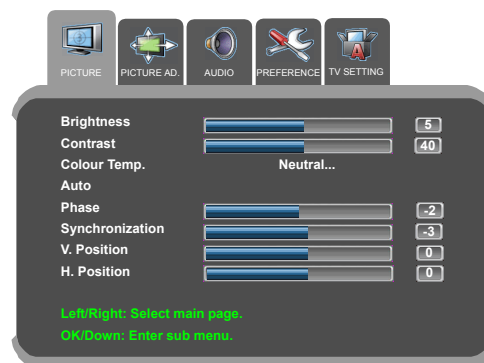 PICTURE PICTURE AD. AUDIO PREFERENCE TV SETTING
Brightness 5
Contrast 40
Colour Temp. Neutral...
Auto
Phase -2
Synchronization -3
V. Position 0
H. Position 0
Left/Right: Select main page.
OK/Down: Enter sub menu.